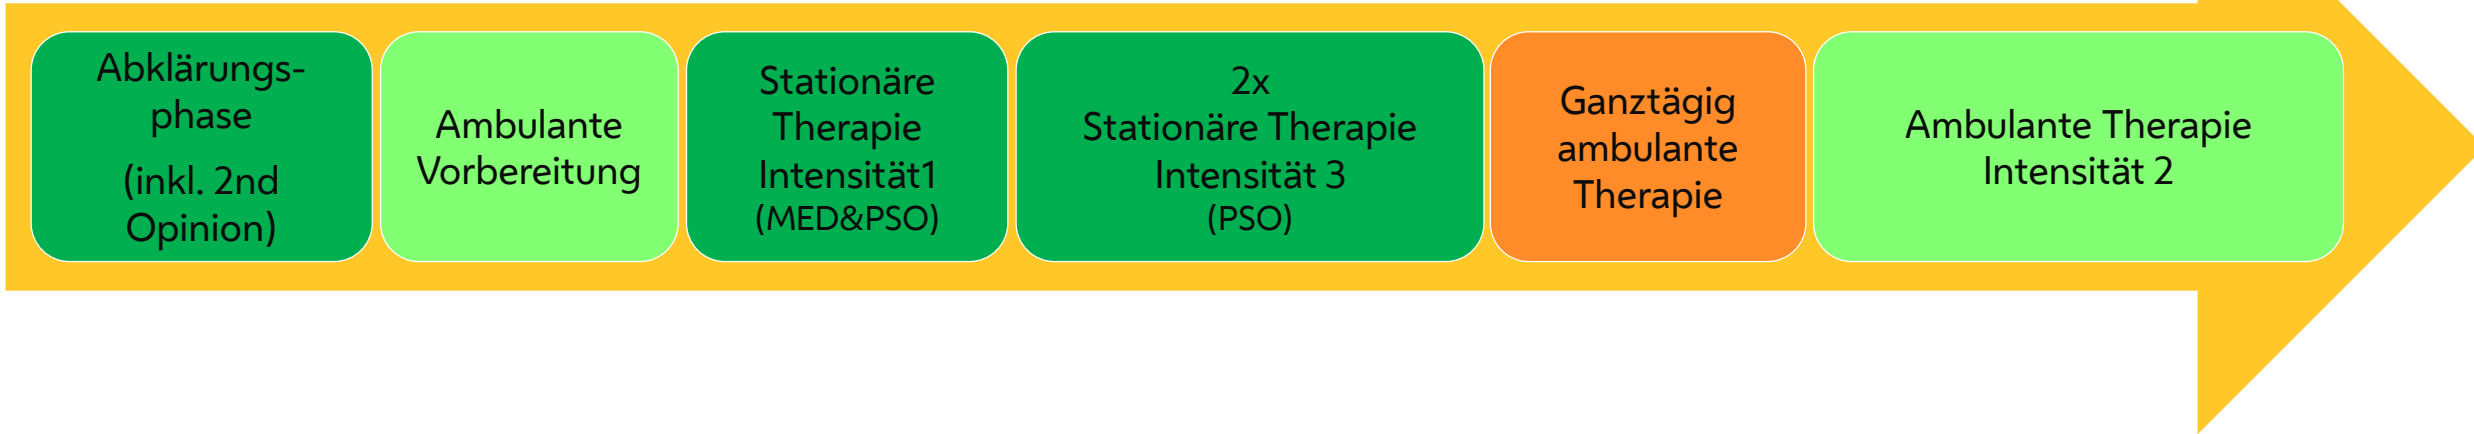 Abklärungs-
phase
(inkl. 2nd
Opinion)
Ambulante
Vorbereitung
Stationäre
Therapie
Intensität1
(MED&PSO)
2x
Stationäre Therapie
Intensität 3
(PSO)
Ganztägig
ambulante
Therapie
Ambulante Therapie
Intensität 2